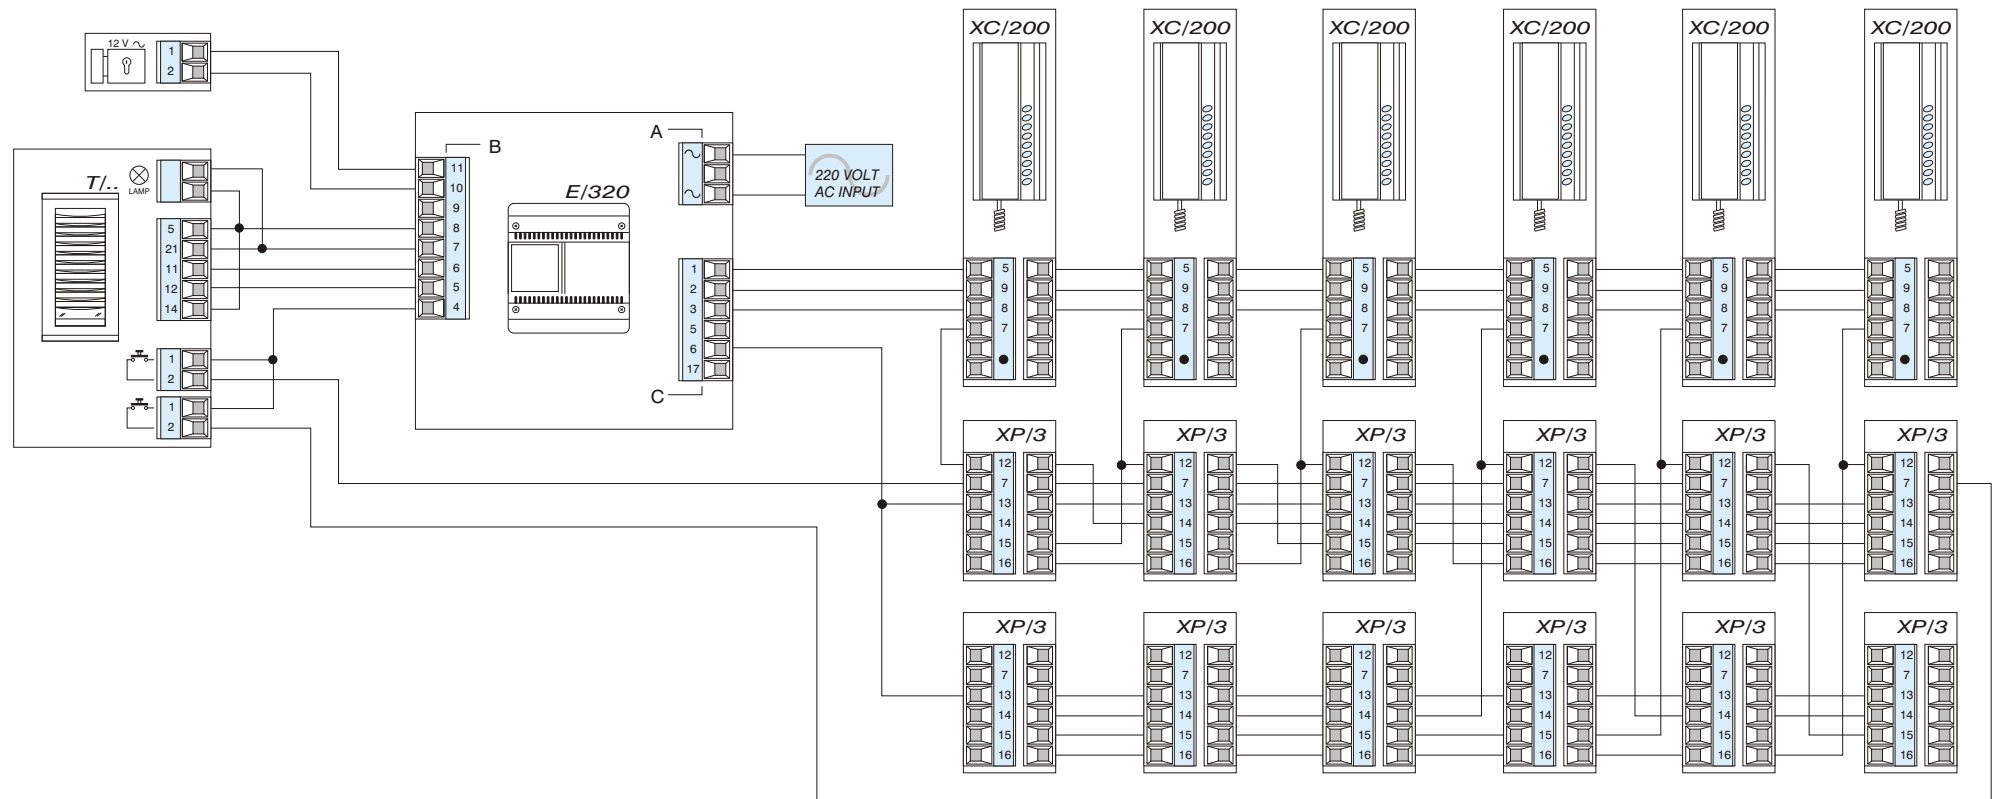 XC/200 XC/200 XC/200 XC/200 XC/200 XC/200
12 V
1
2
A
B
T/..
LAMP
E/320
220 VOLT
AC INPUT
11
10
9
8
7
6
5
4
5
21
11
12
14
1
2
1
2
1
2
3
5
6
17
C
5 5 5 5 5 5
9 9 9 9 9 9
8 8 8 8 8 8
7 7 7 7 7 7
XP/3 XP/3 XP/3 XP/3 XP/3 XP/3
12 12 12 12 12 12
7 7 7 7 7 7
13 13 13 13 13 13
14 14 14 14 14 14
15 15 15 15 15 15
16 16 16 16 16 16
XP/3 XP/3 XP/3 XP/3 XP/3 XP/3
12 12 12 12 12 12
7 7 7 7 7 7
13 13 13 13 13 13
14 14 14 14 14 14
15 15 15 15 15 15
16 16 16 16 16 16